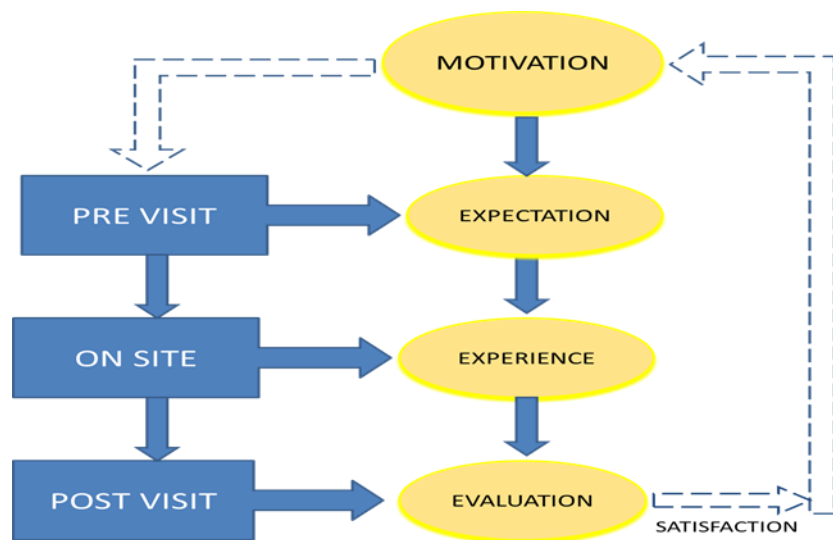 MOTIVATION
PRE VISIT
EXPECTATION
ON SITE
EXPERIENCE
POST VISIT
EVALUATION
SATISFACTION